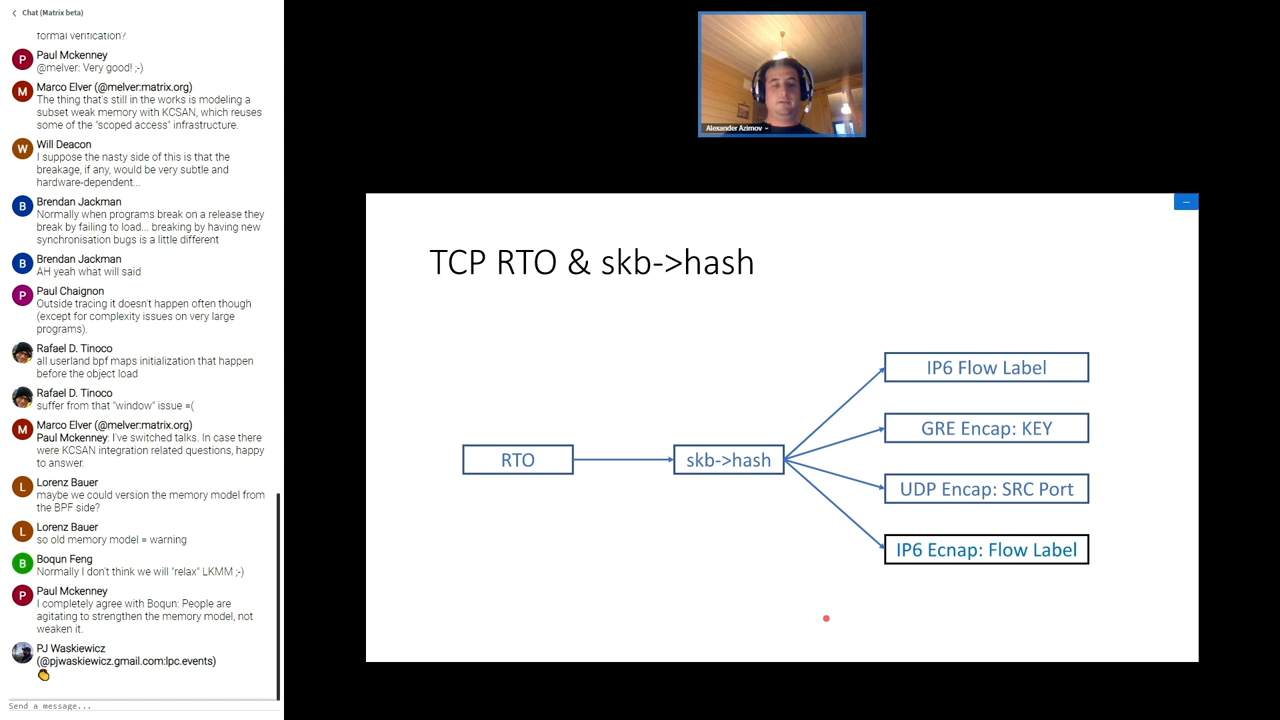 Chat (Matrix beta)
formal verification?
P
Paul Mckenney
@melver: Very good! ;-)
M
Marco Elver (@melver:matrix.org)
The thing that's still in the works is modeling a
subset weak memory with KCSAN, which reuses
some of the "scoped access" infrastructure.
W
Will Deacon
I suppose the nasty side of this is that the
breakage, if any, would be very subtle and
hardware-dependent...
B
Brendan Jackman
Normally when programs break on a release they
break by failing to load... breaking by having new
synchronisation bugs is a little different
B
Brendan Jackman
AH yeah what will said
P
Paul Chaignon
Outside tracing it doesn't happen often though
(except for complexity issues on very large
programs).
Rafael D. Tinoco
all userland bpf maps initialization that happen
before the object load
Rafael D. Tinoco
suffer from that "window" issue =(
M
Marco Elver (@melver:matrix.org)
Paul Mckenney: I've switched talks. In case there
were KCSAN integration related questions, happy
to answer.
L
Lorenz Bauer
maybe we could version the memory model from
the BPF side?
L
Lorenz Bauer
so old memory model = warning
B
Boqun Feng
Normally I don't think we will "relax" LKMM ;-)
P
Paul Mckenney
I completely agree with Boqun: People are
agitating to strengthen the memory model, not
weaken it.
PJ Waskiewicz
(@pjwaskiewicz.gmail.com:lpc.events)
Send a message...
Alexander Azimov
TCP RTO & skb->hash
RTO
skb->hash
IP6 Flow Label
GRE Encap: KEY
UDP Encap: SRC Port
IP6 Ecnap: Flow Label